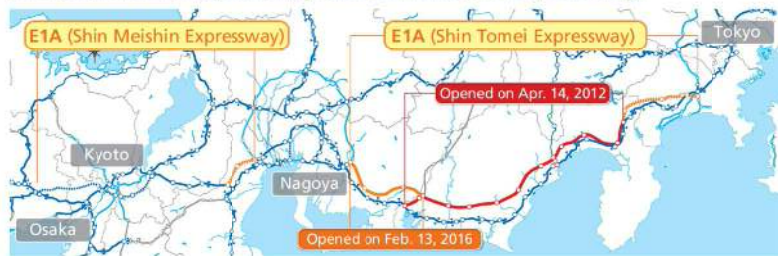 E1A (Shin Meishin Expressway)
E1A (Shin Tomei Expressway)
Tokyo
Opened on Apr. 14, 2012
Kyoto
Nagoya
Osaka
Opened on Feb. 13, 2016